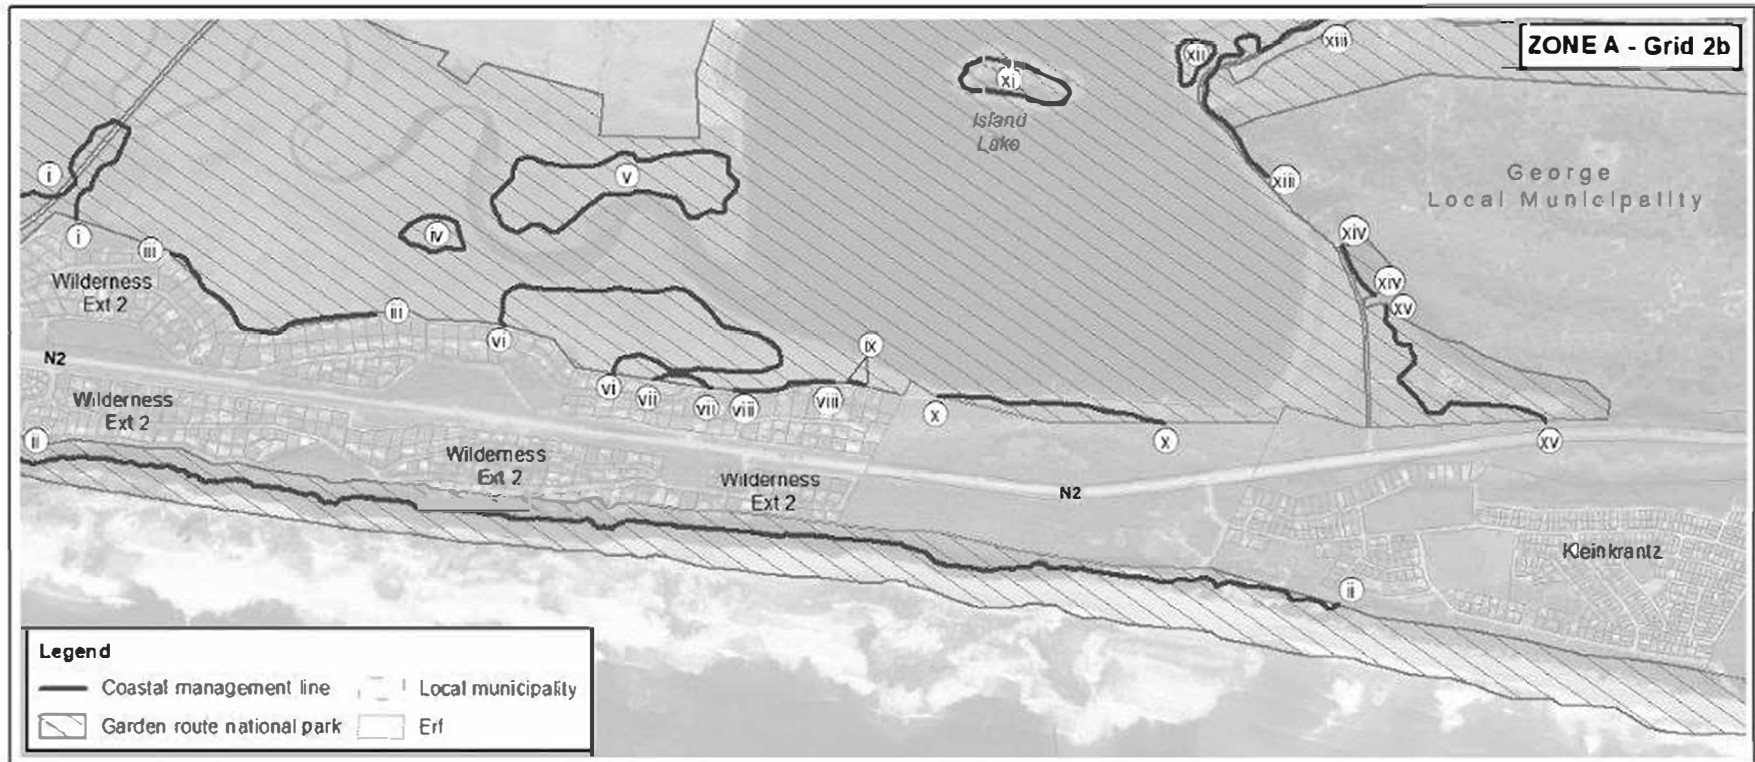 ZONE A - Grid 2b
xiii
xii
xi
Island
Lake
i
v
xiii
George
Local Municipality
i
iii
iv
xiv
Wilderness
Ext 2
xiv
xv
iii
vi
ix
N2
vi
vii
vii
viii
viii
x
Wilderness
Ext 2
ii
x
xv
Wilderness
Ext 2
Wilderness
Ext 2
N2
Kleinkrantz
ii
Legend
Coastal management line
Local municipality
Garden route national park
Erf